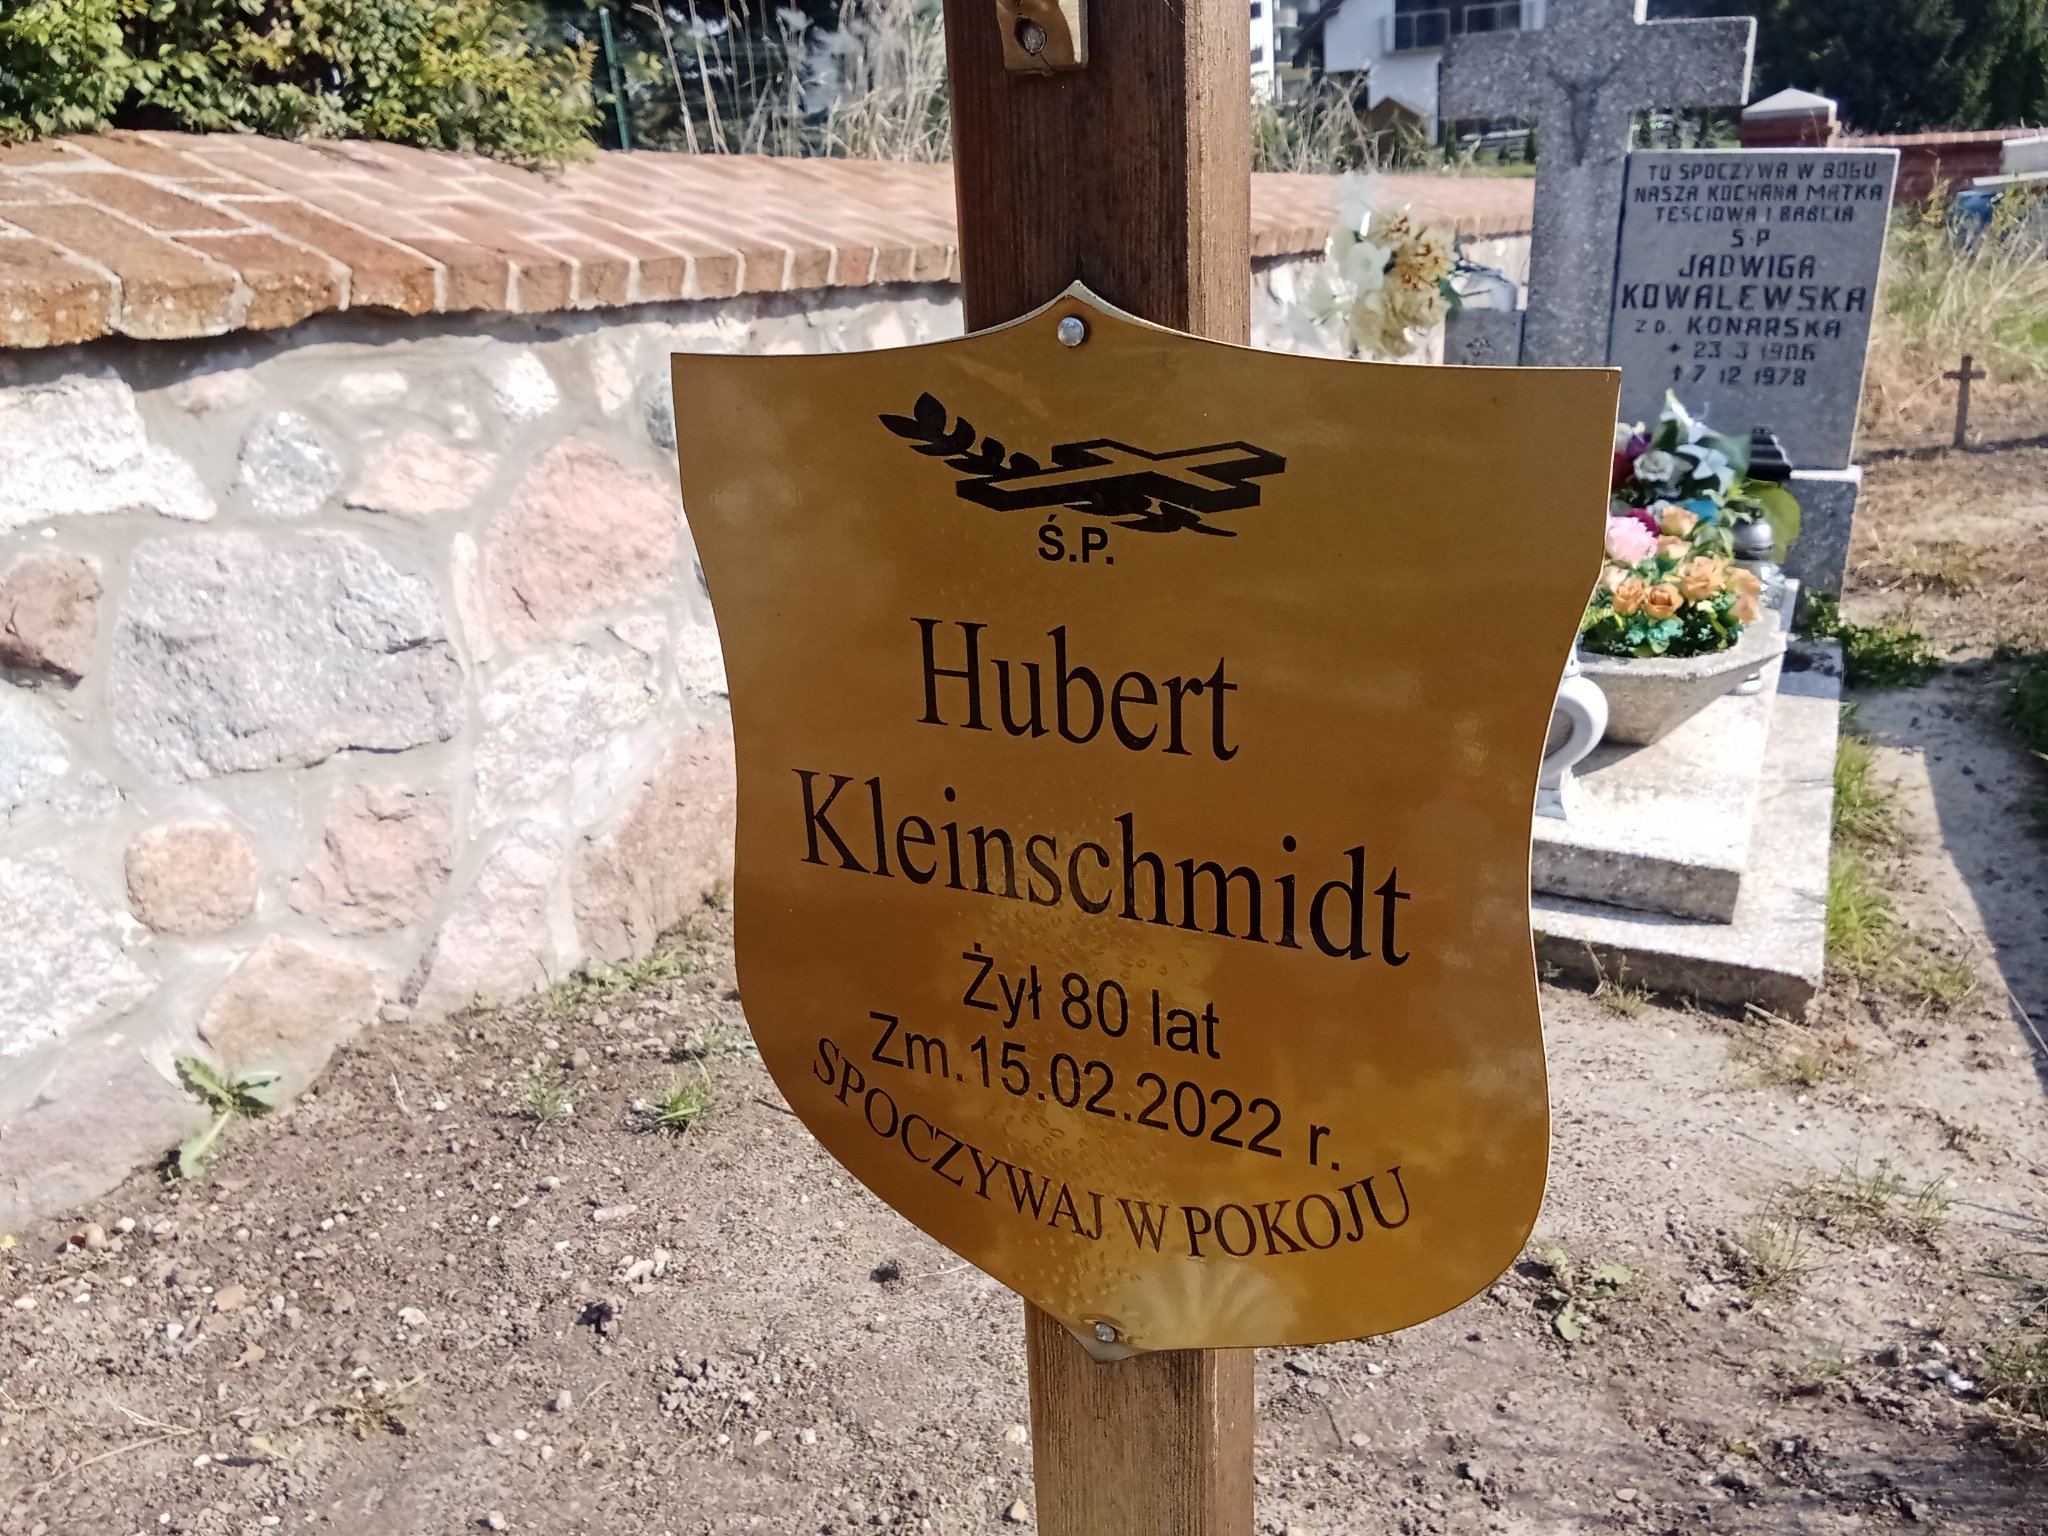 Ś.P.
Hubert
Kleinschmidt
Żył 80 lat
Zm.15.02.2022 r.
SPOCZYWAJ W POKOJU
TU SPOCZYWA W BOGU
NASZA KOCHANA MATKA
TEŚCIOWA I BABCIA
S P
JADWIGA
KOWALEWSKA
Z D. KONARSKA
* 23 3 1906
† 7 12 1978